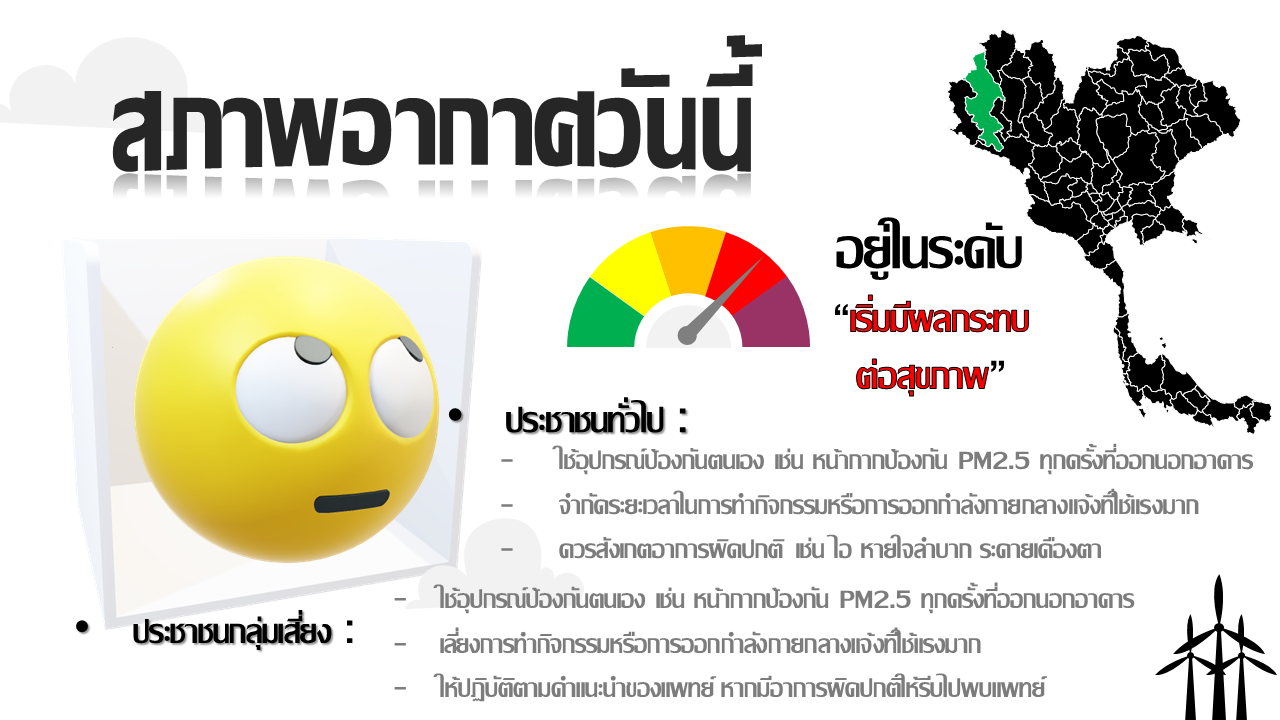 สภาพอากาศวันนี้
อยู่ในระดับ
“เริ่มมีผลกระทบ
ต่อสุขภาพ”
• ประชาชนทั่วไป :
- ใช้อุปกรณ์ป้องกันตนเอง เช่น หน้ากากป้องกัน PM2.5 ทุกครั้งที่ออกนอกอาคาร
- จำกัดระยะเวลาในการทำกิจกรรมหรือการออกกำลังกายกลางแจ้งที่ใช้แรงมาก
- ควรสังเกตอาการผิดปกติ เช่น ไอ หายใจลำบาก ระคายเคืองตา
• ประชาชนกลุ่มเสี่ยง :
- ใช้อุปกรณ์ป้องกันตนเอง เช่น หน้ากากป้องกัน PM2.5 ทุกครั้งที่ออกนอกอาคาร
- เลี่ยงการทำกิจกรรมหรือการออกกำลังกายกลางแจ้งที่ใช้แรงมาก
- ให้ปฏิบัติตามคำแนะนำของแพทย์ หากมีอาการผิดปกติให้รีบไปพบแพทย์